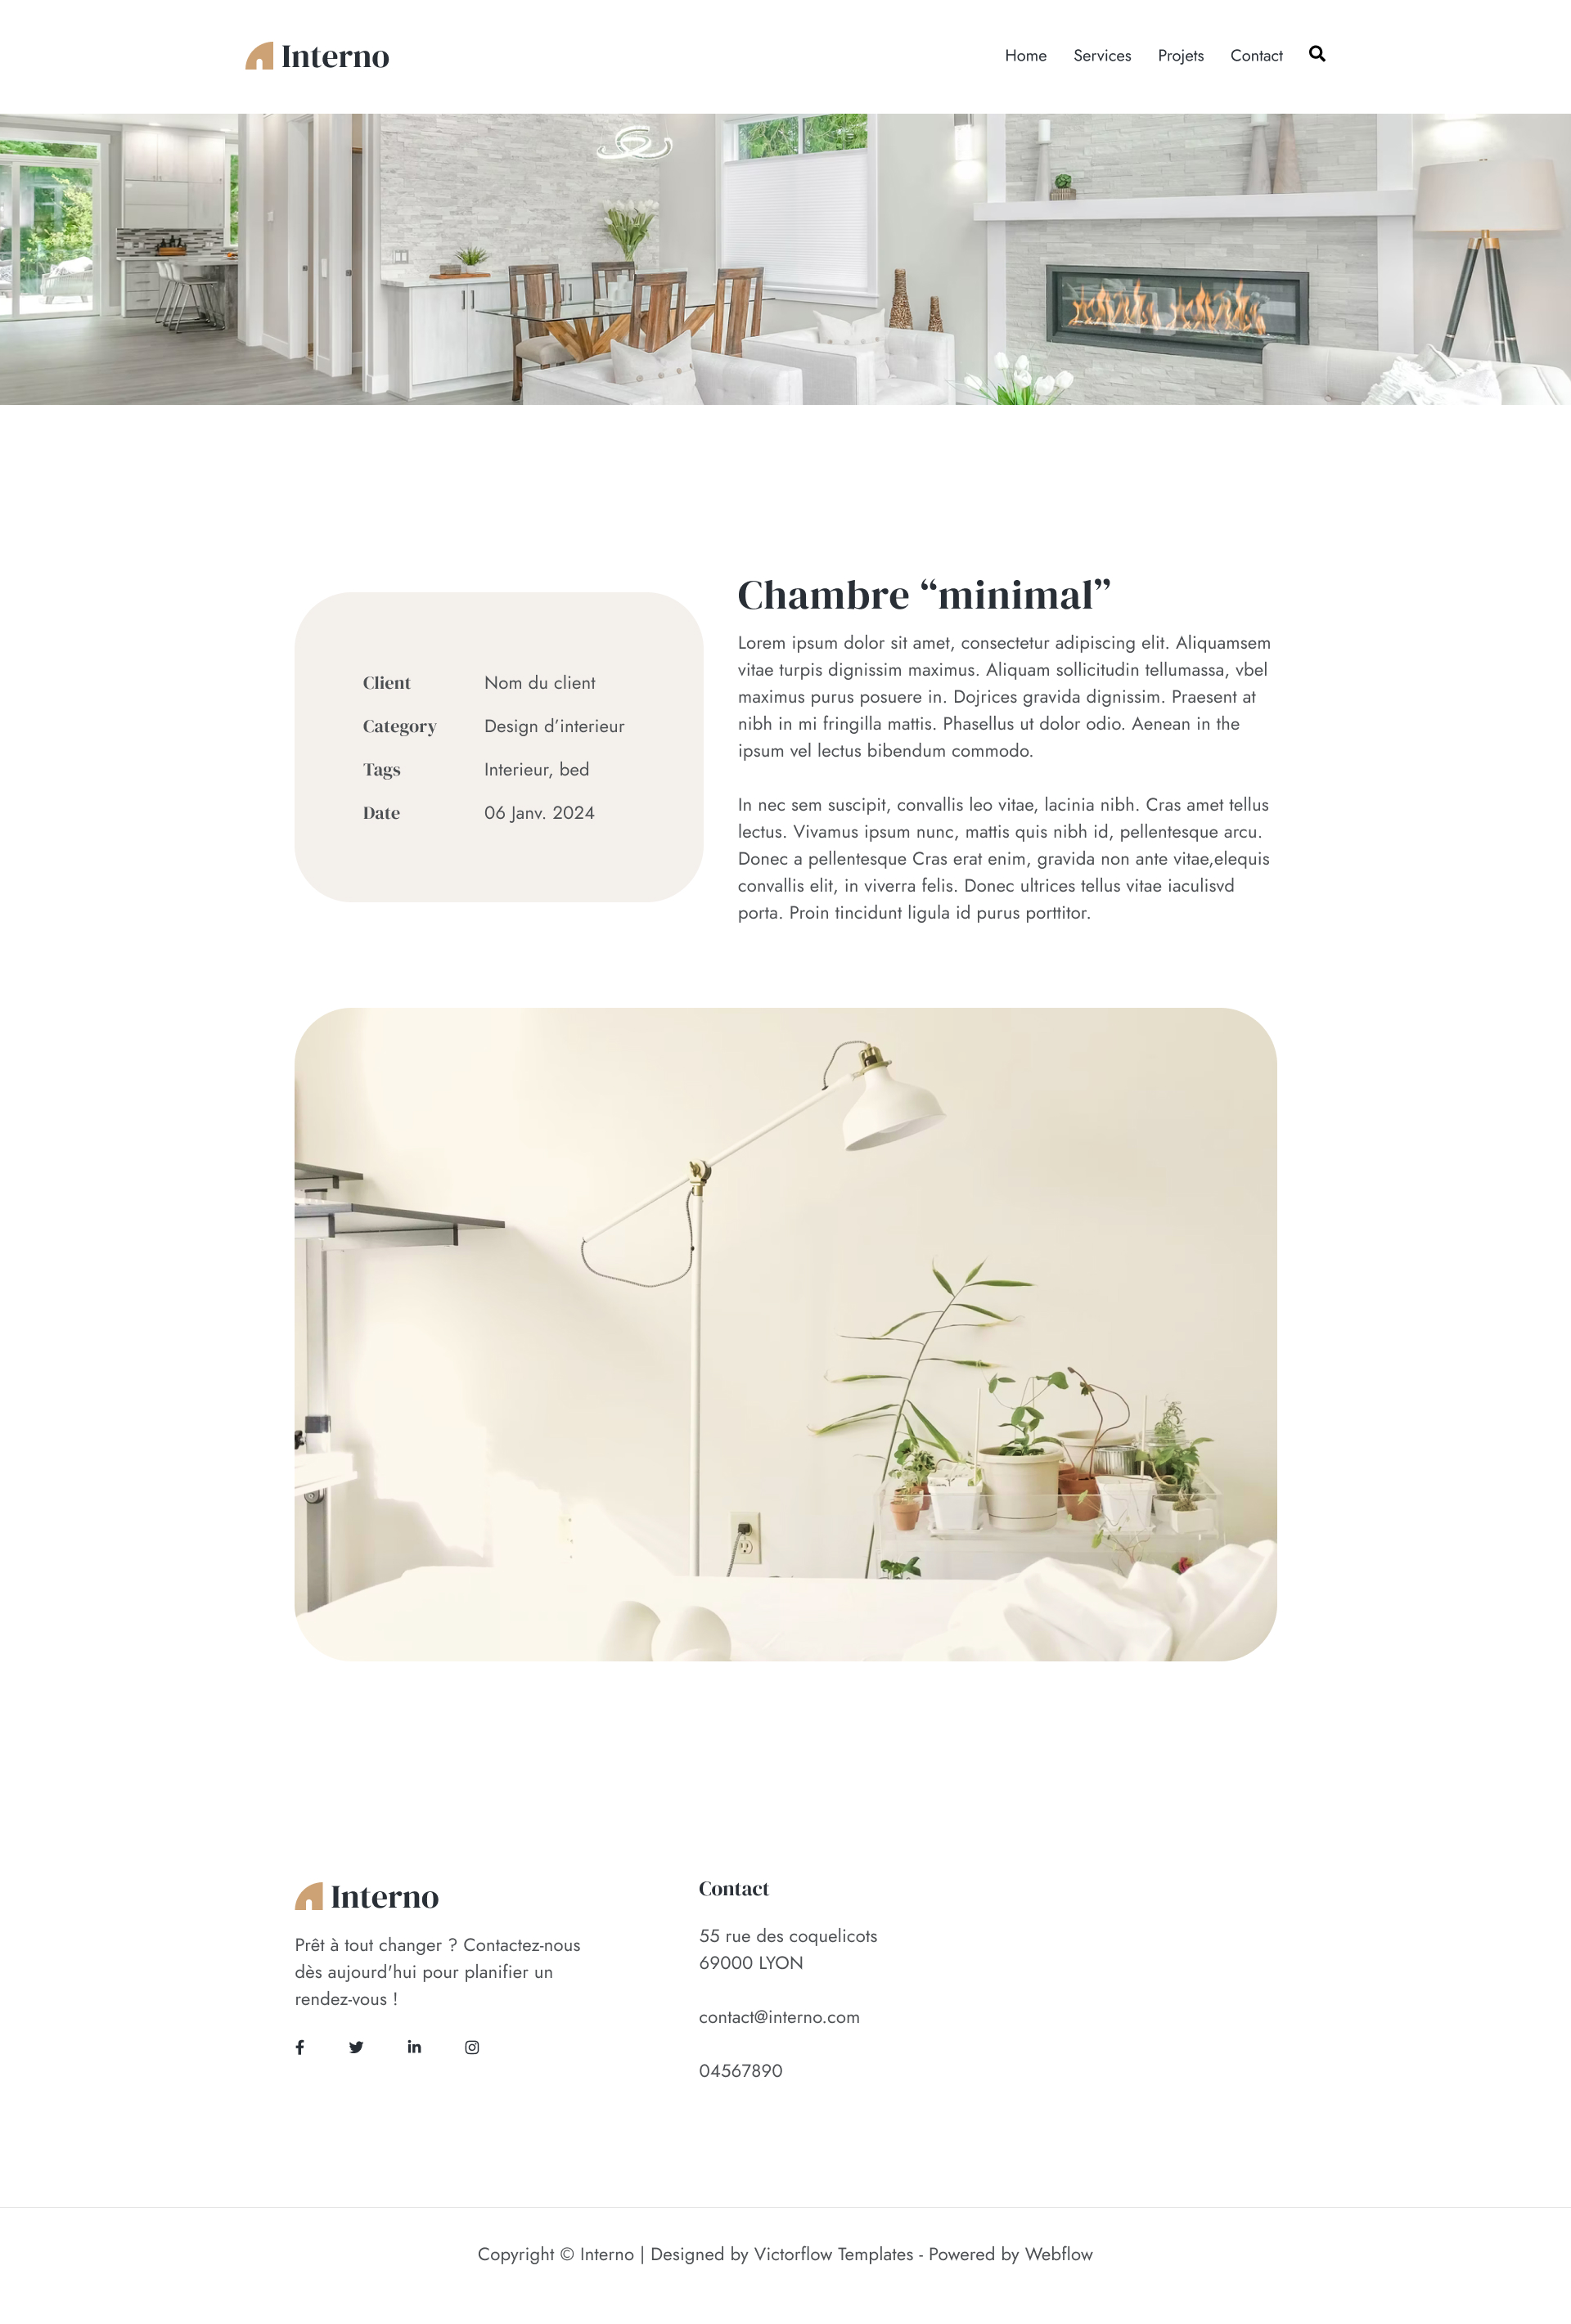 Interno
Home Services Projets Contact
Chambre “minimal”
Lorem ipsum dolor sit amet, consectetur adipiscing elit. Aliquamsem
vitae turpis dignissim maximus. Aliquam sollicitudin tellumassa, vbel
maximus purus posuere in. Dojrices gravida dignissim. Praesent at
nibh in mi fringilla mattis. Phasellus ut dolor odio. Aenean in the
ipsum vel lectus bibendum commodo.
In nec sem suscipit, convallis leo vitae, lacinia nibh. Cras amet tellus
lectus. Vivamus ipsum nunc, mattis quis nibh id, pellentesque arcu.
Donec a pellentesque Cras erat enim, gravida non ante vitae,elequis
convallis elit, in viverra felis. Donec ultrices tellus vitae iaculisvd
porta. Proin tincidunt ligula id purus porttitor.
Client Nom du client
Category Design d’interieur
Tags Interieur, bed
Date 06 Janv. 2024
Interno
Prêt à tout changer ? Contactez-nous
dès aujourd'hui pour planifier un
rendez-vous !
Contact
55 rue des coquelicots
69000 LYON
contact@interno.com
04567890
Copyright © Interno | Designed by Victorflow Templates - Powered by Webflow